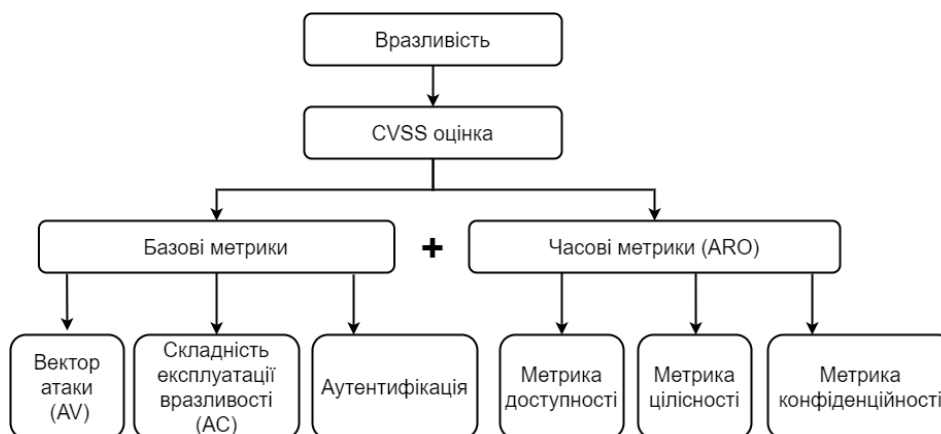 Вразливість
CVSS оцінка
Базові метрики
+
Часові метрики (ARO)
Вектор
атаки
(AV)
Складність
експлуатації
вразливості
(AC)
Аутентифікація
Метрика
доступності
Метрика
цілісності
Метрика
конфіденційності